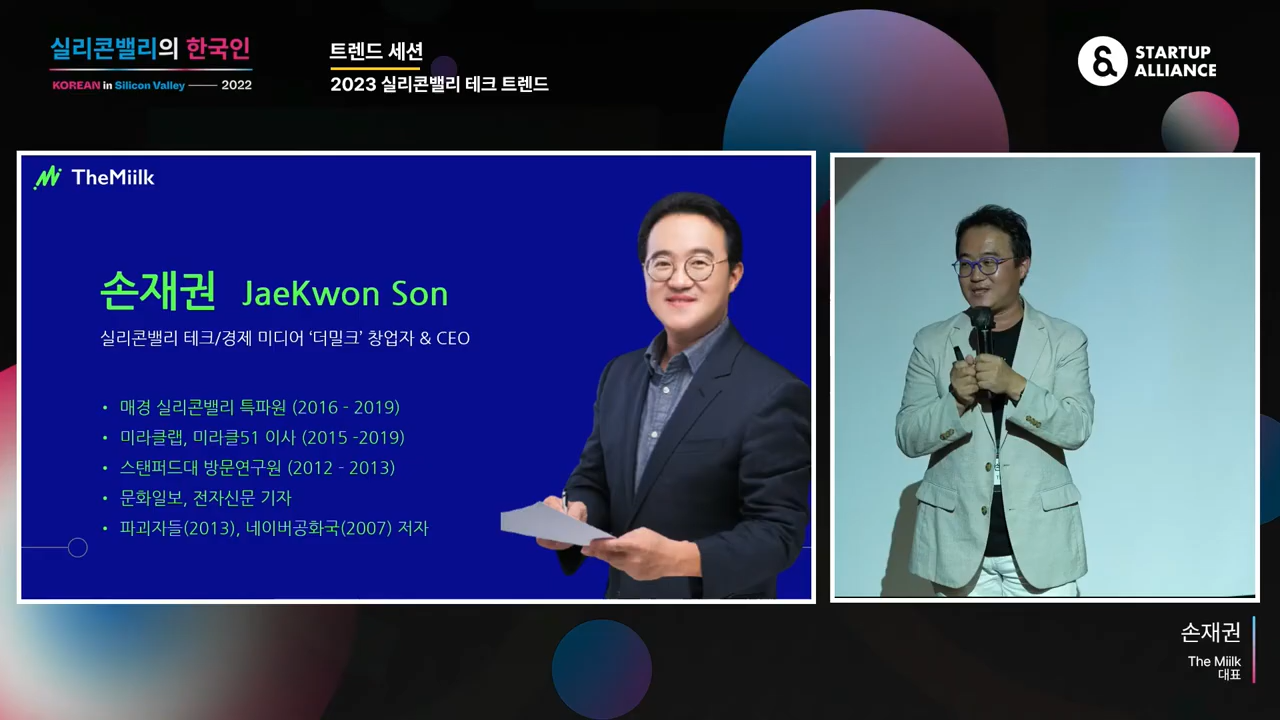 실리콘밸리의 한국인
KOREAN in Silicon Valley 2022
트렌드 세션
2023 실리콘밸리 테크 트렌드
STARTUP
ALLIANCE
TheMiilk
손재권 JaeKwon Son
실리콘밸리 테크/경제 미디어 ‘더밀크’ 창업자 & CEO
• 매경 실리콘밸리 특파원 (2016 - 2019)
• 미라클랩, 미라클51 이사 (2015 -2019)
• 스탠퍼드대 방문연구원 (2012 - 2013)
• 문화일보, 전자신문 기자
• 파괴자들(2013), 네이버공화국(2007) 저자
손재권
The Miilk
대표